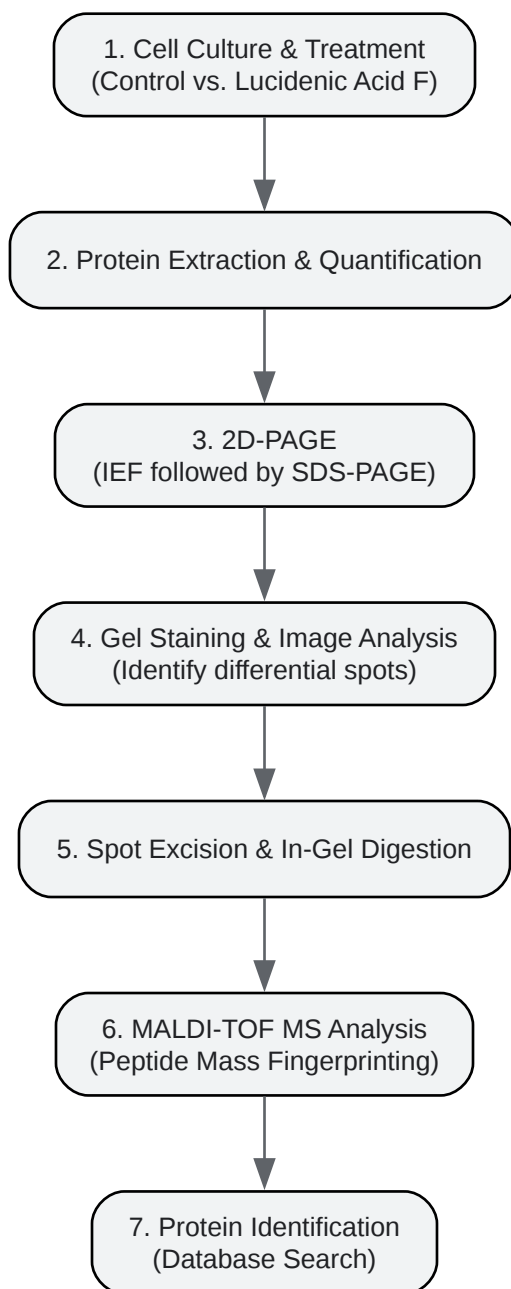 1. Cell Culture & Treatment
(Control vs. Lucidenic Acid F)
2. Protein Extraction & Quantification
3. 2D-PAGE
(IEF followed by SDS-PAGE)
4. Gel Staining & Image Analysis
(Identify differential spots)
5. Spot Excision & In-Gel Digestion
6. MALDI-TOF MS Analysis
(Peptide Mass Fingerprinting)
7. Protein Identification
(Database Search)